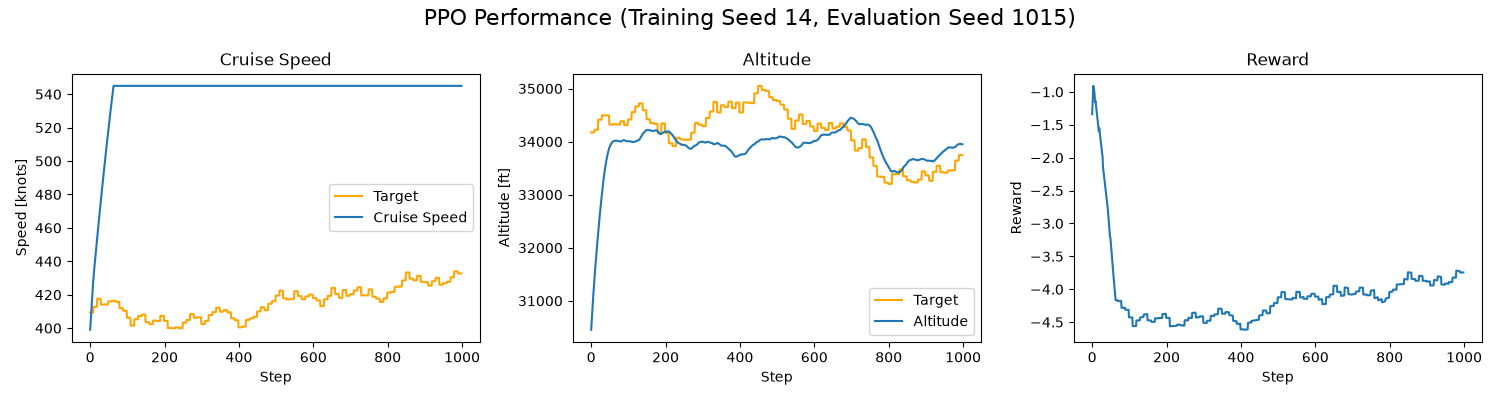 PPO Performance (Training Seed 14, Evaluation Seed 1015)
Cruise Speed
Speed [knots]
540
520
500
480
460
440
420
400
0 200 400 600 800 1000
Step
Target
Cruise Speed
Altitude
Altitude [ft]
35000
34000
33000
32000
31000
0 200 400 600 800 1000
Step
Target
Altitude
Reward
Reward
−1.0
−1.5
−2.0
−2.5
−3.0
−3.5
−4.0
−4.5
0 200 400 600 800 1000
Step